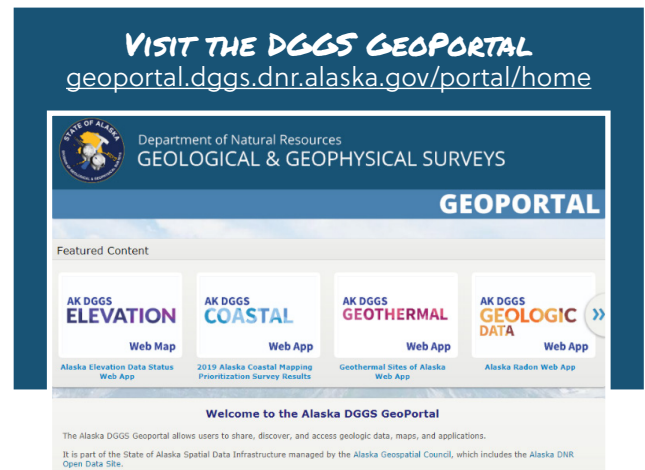 VISIT THE DGGS GEOPORTAL
geoportal.dggs.dnr.alaska.gov/portal/home
STATE OF ALASKA
Department of Natural Resources
GEOLOGICAL & GEOPHYSICAL SURVEYS
GEOPORTAL
Featured Content
AK DGGS
ELEVATION
Web Map
AK DGGS
COASTAL
Web App
AK DGGS
GEOTHERMAL
Web App
AK DGGS
GEOLOGIC
DATA
Web App
»
Alaska Elevation Data Status
Web App
2019 Alaska Coastal Mapping
Prioritization Survey Results
Geothermal Sites of Alaska
Web App
Alaska Radon Web App
Welcome to the Alaska DGGS GeoPortal
The Alaska DGGS Geoportal allows users to share, discover, and access geologic data, maps, and applications.
It is part of the State of Alaska Spatial Data Infrastructure managed by the Alaska Geospatial Council, which includes the Alaska DNR
Open Data Site.